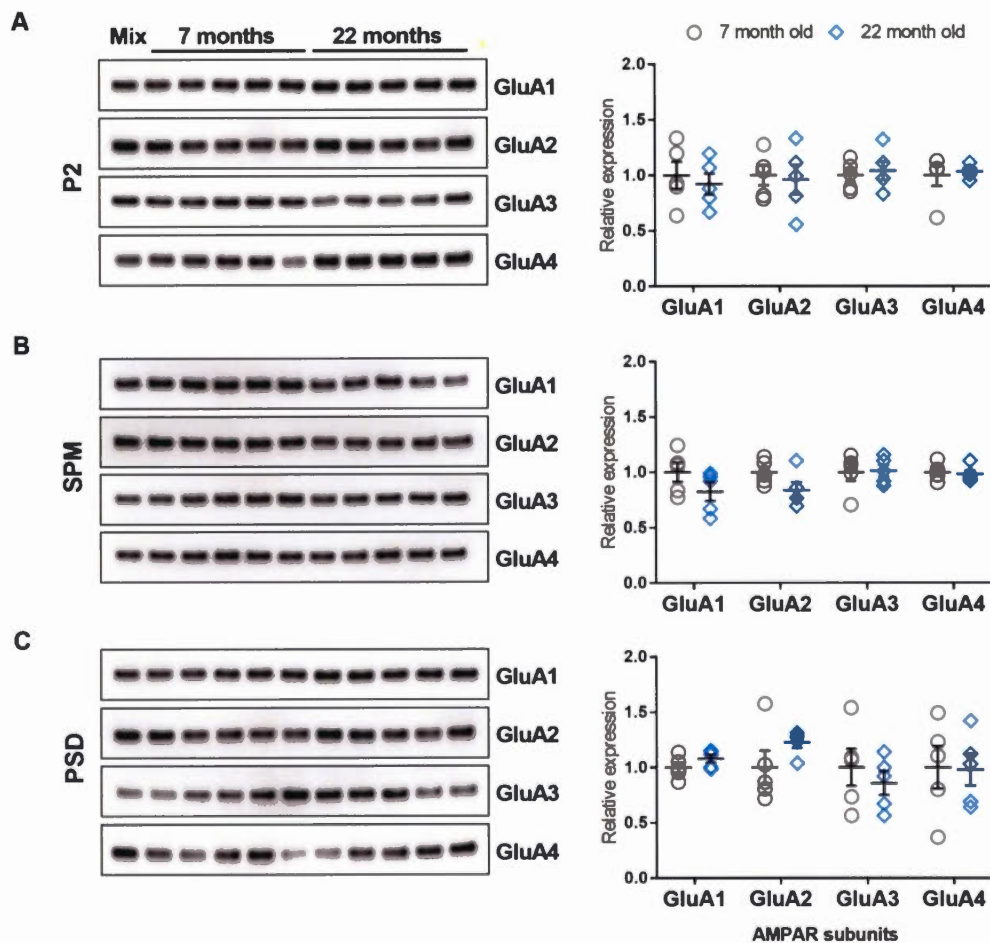 A
Mix 7 months 22 months
GluA1
GluA2
GluA3
GluA4
P2
7 month old 22 month old
2.0
1.5
1.0
0.5
0.0
Relative expression
GluA1 GluA2 GluA3 GluA4
B
GluA1
GluA2
GluA3
GluA4
SPM
2.0
1.5
1.0
0.5
0.0
Relative expression
GluA1 GluA2 GluA3 GluA4
C
GluA1
GluA2
GluA3
GluA4
PSD
2.0
1.5
1.0
0.5
0.0
Relative expression
GluA1 GluA2 GluA3 GluA4
AMPAR subunits